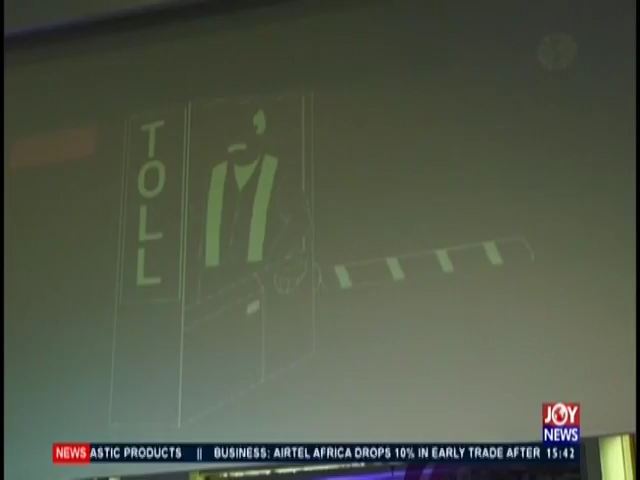 TOLL
JOY
NEWS
NEWS ASTIC PRODUCTS || BUSINESS: AIRTEL AFRICA DROPS 10% IN EARLY TRADE AFTER 15:42